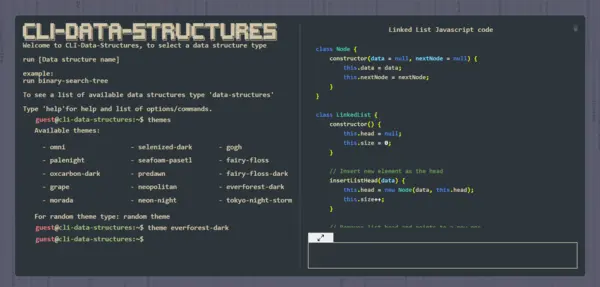 CLI-DATA-STRUCTURES
Welcome to CLI-Data-Structures, to select a data structure type
run [Data structure name]
example:
run binary-search-tree
To see a list of available data structures type 'data-structures'
Type 'help'for help and list of options/commands.
guest@cli-data-structures:~$ themes
Available themes:
- omni - selenized-dark - gogh
- palenight - seafoam-pasetl - fairy-floss
- oxcarbon-dark - predawn - fairy-floss-dark
- grape - neopolitan - everforest-dark
- morada - neon-night - tokyo-night-storm
For random theme type: random theme
guest@cli-data-structures:~$ theme everforest-dark
guest@cli-data-structures:~$
Linked List Javascript code
class Node {
constructor(data = null, nextNode = null) {
this.data = data;
this.nextNode = nextNode;
}
}
class LinkedList {
constructor() {
this.head = null;
this.size = 0;
}
// Insert new element as the head
insertListHead(data) {
this.head = new Node(data, this.head);
this.size++;
}